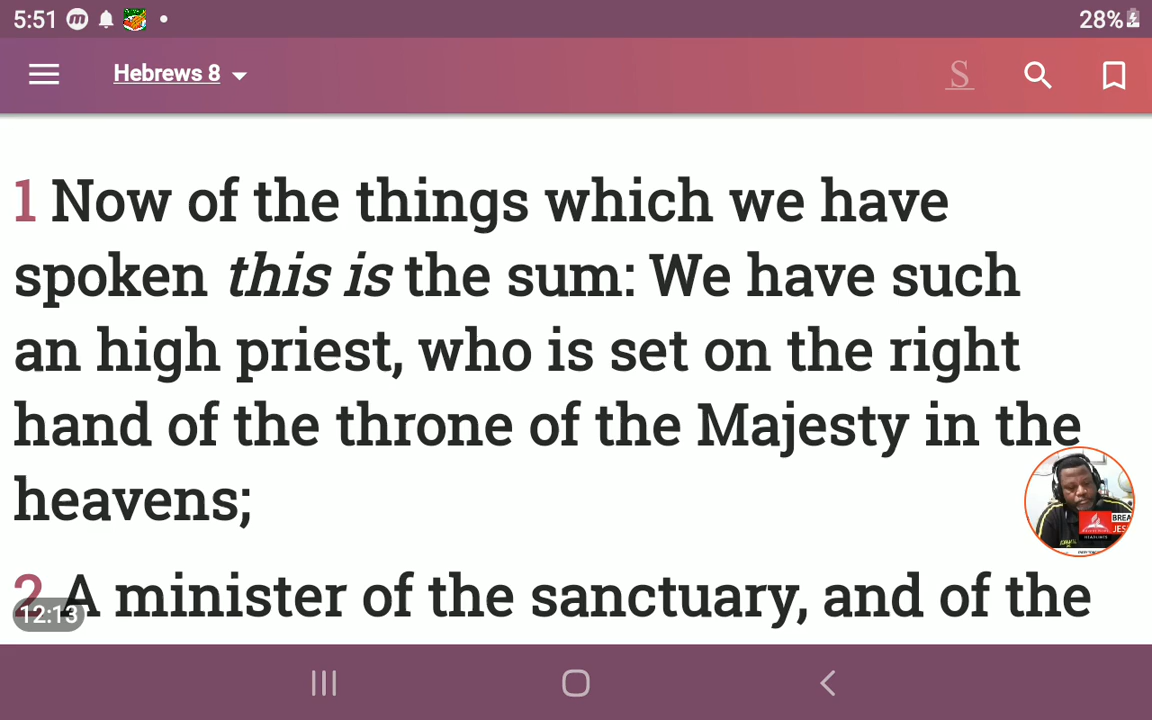 5:51
28%
Hebrews 8
S
1 Now of the things which we have
spoken this is the sum: We have such
an high priest, who is set on the right
hand of the throne of the Majesty in the
heavens;
2 A minister of the sanctuary, and of the
12:13
BREA
JES